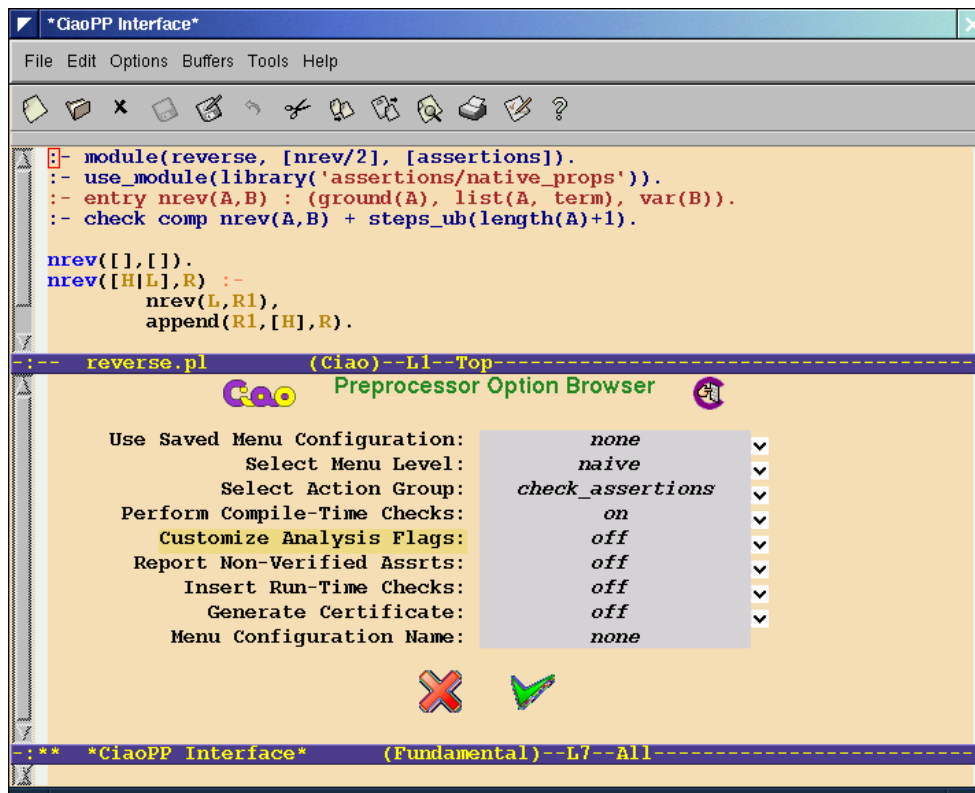 *CiaoPP Interface*
File Edit Options Buffers Tools Help
:- module(reverse, [nrev/2], [assertions]).
:- use_module(library('assertions/native_props')).
:- entry nrev(A,B) : (ground(A), list(A, term), var(B)).
:- check comp nrev(A,B) + steps_ub(length(A)+1).
nrev([],[]).
nrev([H|L],R) :-
nrev(L,R1),
append(R1,[H],R).
-:-- reverse.pl (Ciao)--L1--Top----------------------------------------
Ciao Preprocessor Option Browser
Use Saved Menu Configuration: none
Select Menu Level: naive
Select Action Group: check_assertions
Perform Compile-Time Checks: on
Customize Analysis Flags: off
Report Non-Verified Assrts: off
Insert Run-Time Checks: off
Generate Certificate: off
Menu Configuration Name: none
-:** *CiaoPP Interface* (Fundamental)--L7--All--------------------------